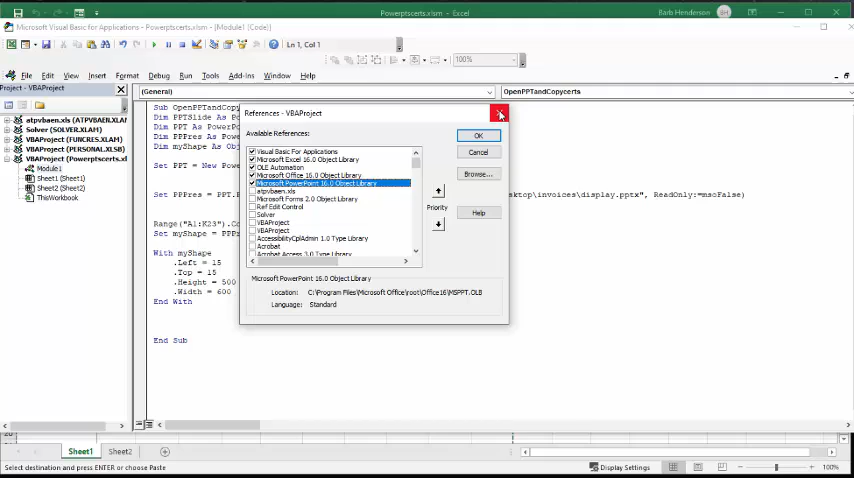 Powerptscerts.xlsm - Excel
Barb Henderson
BH
Microsoft Visual Basic for Applications - Powerptscerts.xlsm - [Module1 (Code)]
Ln 1, Col 1
100%
File Edit View Insert Format Debug Run Tools Add-Ins Window Help
Project - VBAProject
(General)
OpenPPTandCopycerts
atpvbaen.xls (ATPVBAEN.XLAM)
Solver (SOLVER.XLAM)
VBAProject (FUNCRES.XLAM)
VBAProject (PERSONAL.XLSB)
VBAProject (Powerptscerts.xl
Module1
Sheet1 (Sheet1)
Sheet2 (Sheet2)
ThisWorkbook
Sub OpenPPTandCop
Dim PPTSlide As Po
Dim PPT As PowerPo
Dim PPPres As Powe
Dim myShape As Obj
Set PPT = New Powe
Set PPPres = PPT.
sktop\invoices\display.pptx", ReadOnly:=msoFalse)
Range("A1:K23").Co
Set myShape = PPPr
With myShape
.Left = 15
.Top = 15
.Height = 500
.Width = 600
End With
End Sub
References - VBAProject
Available References:
Visual Basic For Applications
Microsoft Excel 16.0 Object Library
OLE Automation
Microsoft Office 16.0 Object Library
Microsoft PowerPoint 16.0 Object Library
atpvbaen.xls
Microsoft Forms 2.0 Object Library
Ref Edit Control
Solver
VBAProject
VBAProject
AccessibilityCplAdmin 1.0 Type Library
Acrobat
Acrobat Access 3.0 Type Library
OK
Cancel
Browse...
Priority
Help
Microsoft PowerPoint 16.0 Object Library
Location: C:\Program Files\Microsoft Office\root\Office16\MSPPT.OLB
Language: Standard
Sheet1 Sheet2
Select destination and press ENTER or choose Paste
Display Settings
100%